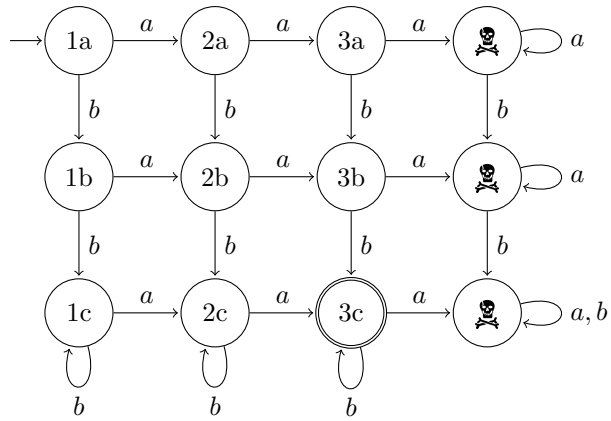 a a a
1a 2a 3a ☠ a
b b b b
a a a
1b 2b 3b ☠ a
b b b b
a a a
1c 2c 3c ☠ a, b
b b b